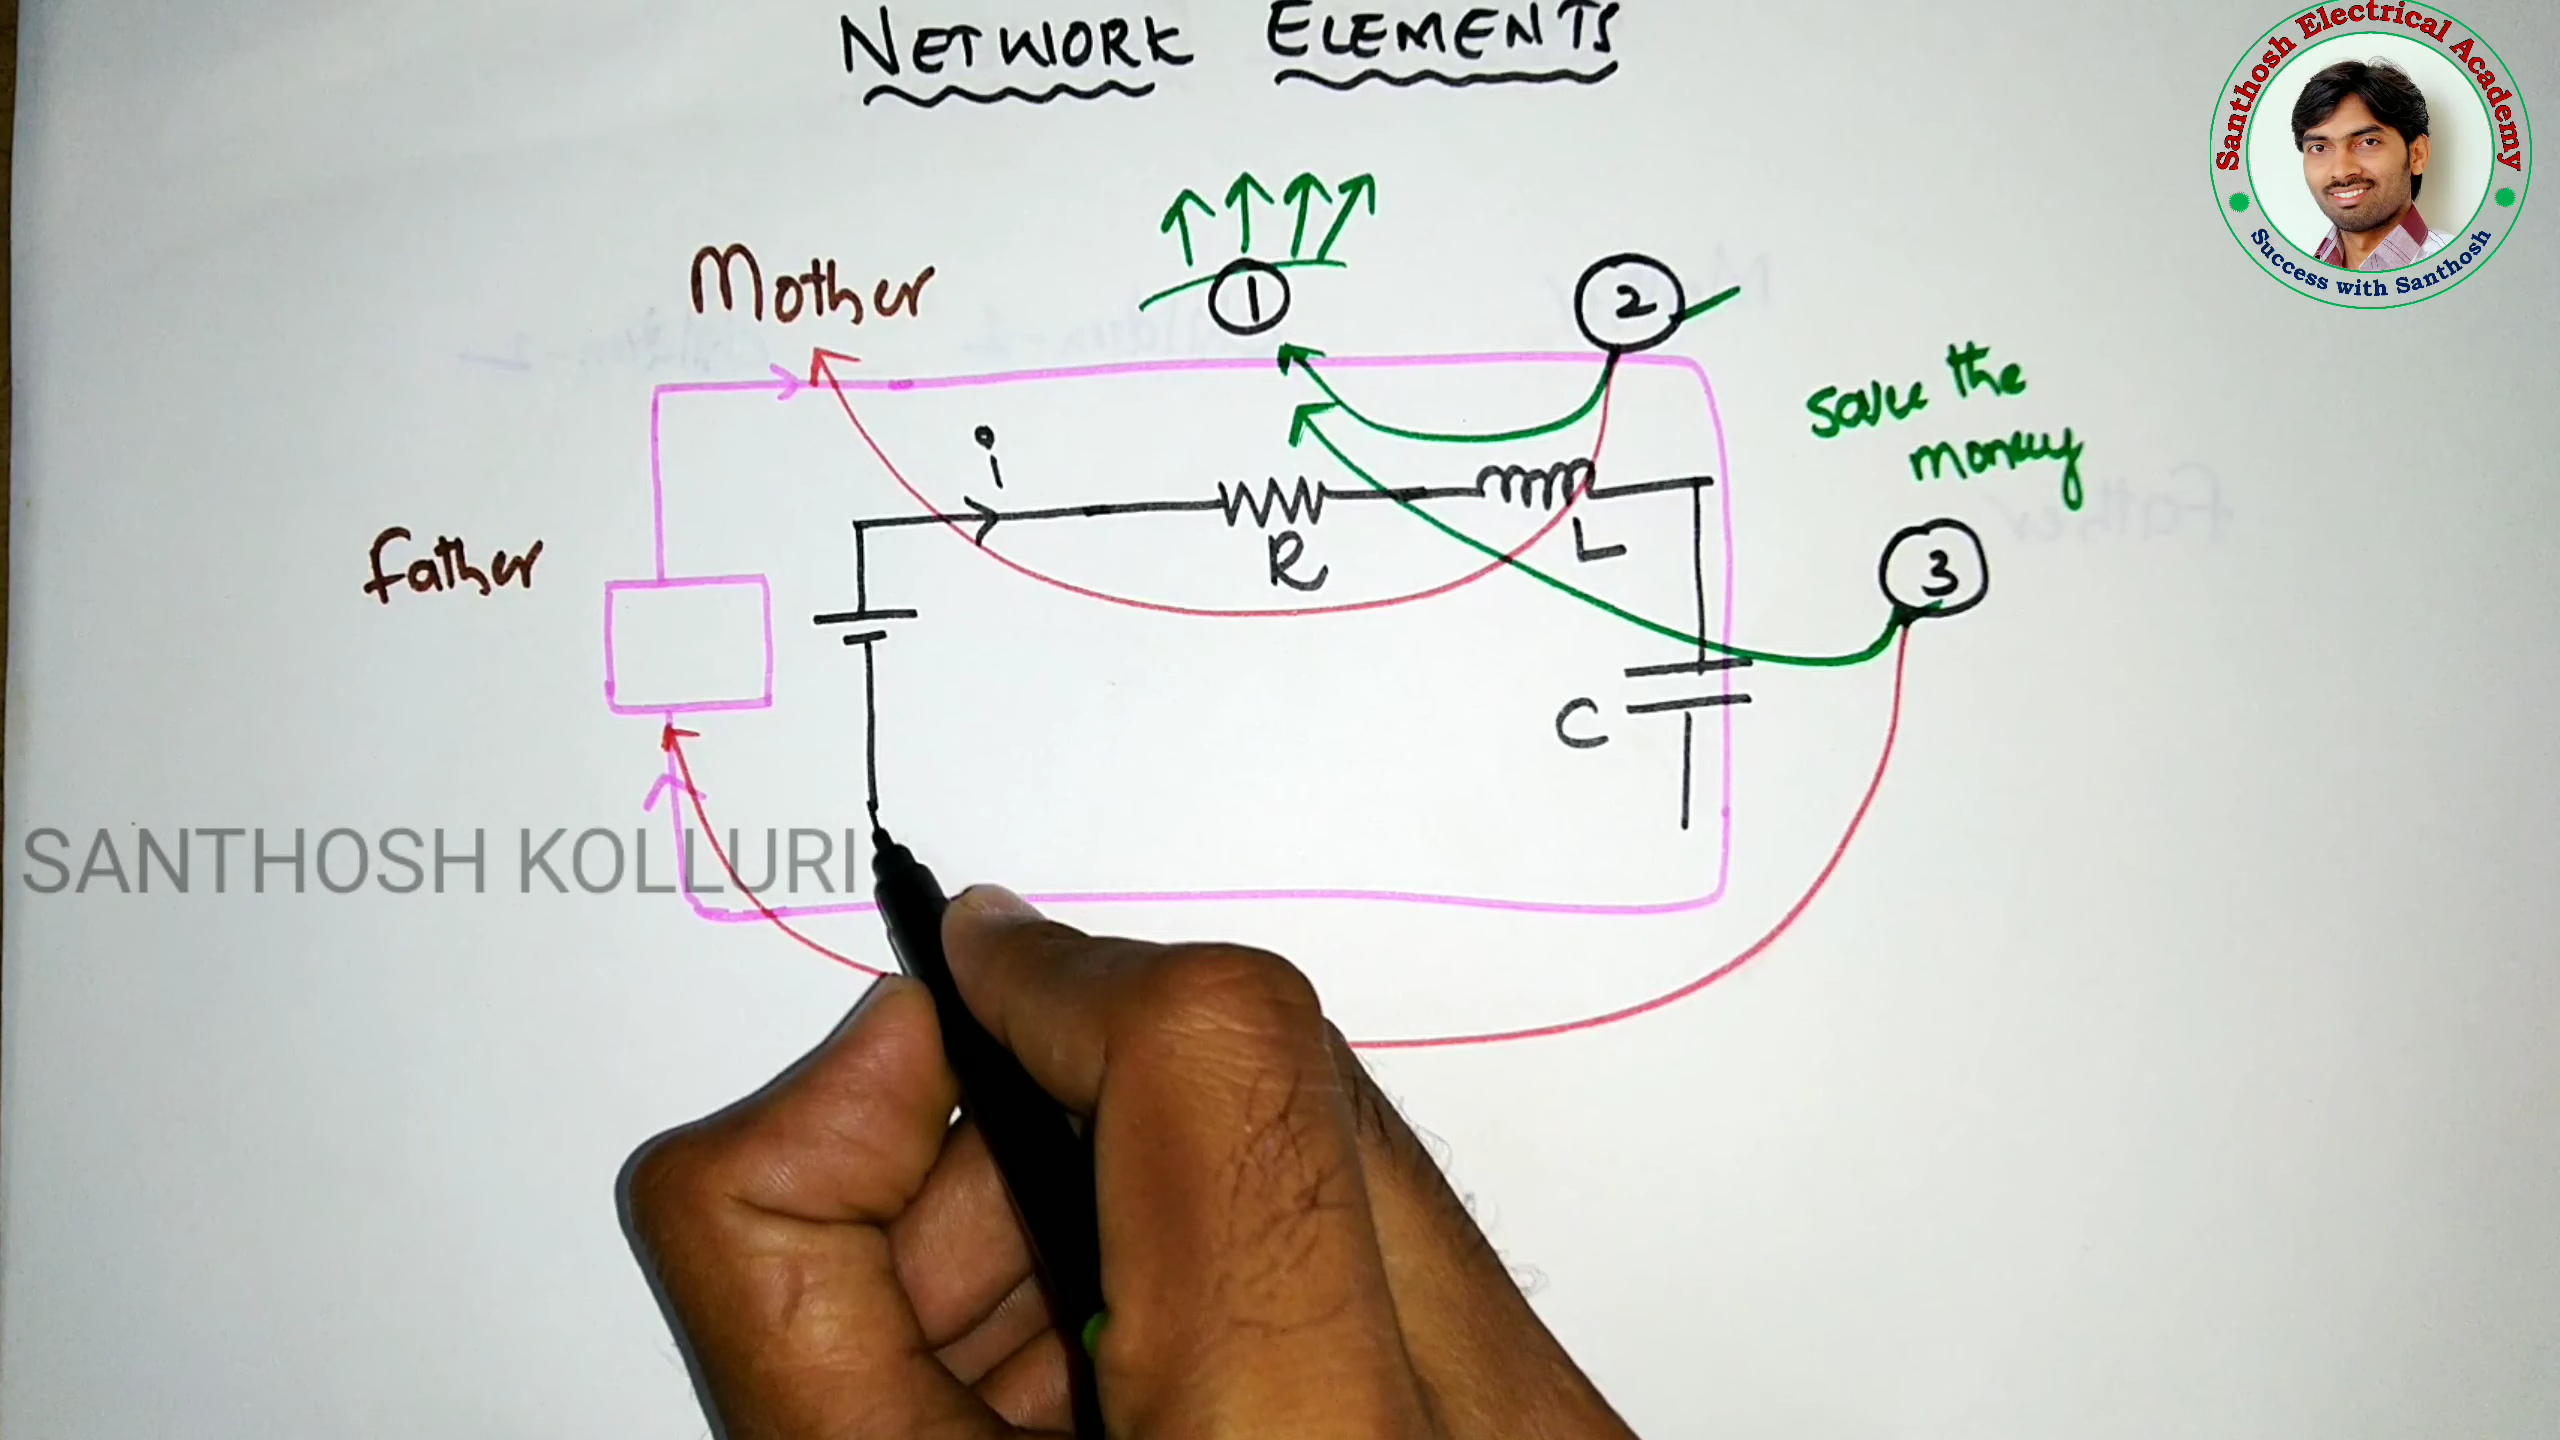 NETWORK ELEMENTS
Santhosh Electrical Academy
Success with Santhosh
Mother
1
2
save the
money
i
father
R
L
3
C
SANTHOSH KOLLURI